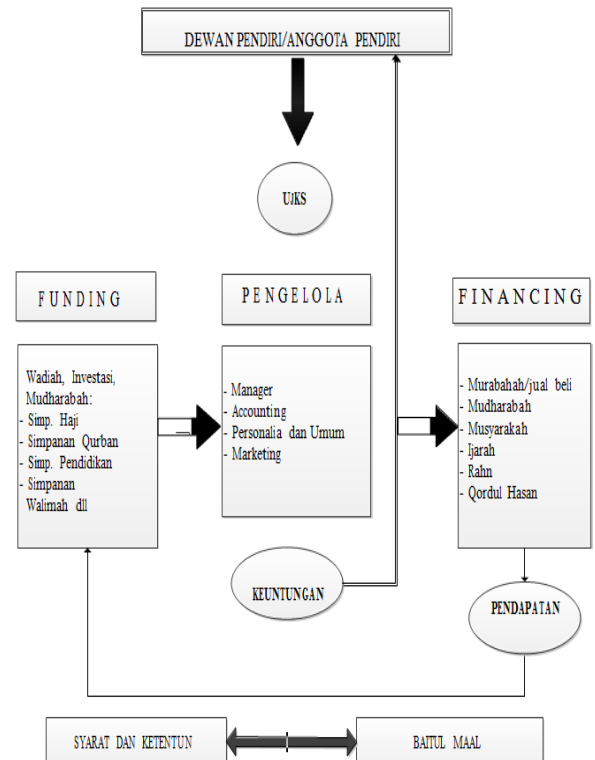 DEWAN PENDIRI/ANGGOTA PENDIRI
UJKS
FUNDING
PENGELOLA
FINANCING
Wadiah, Investasi,
Mudharabah:
- Simp. Haji
- Simpanan Qurban
- Simp. Pendidikan
- Simpanan
Walimah dll
- Manager
- Accounting
- Personalia dan Umum
- Marketing
- Murabahah/jual beli
- Mudharabah
- Musyarakah
- Ijarah
- Rahn
- Qordul Hasan
KEUNTUNGAN
PENDAPATAN
SYARAT DAN KETENTUN
BAITUL MAAL